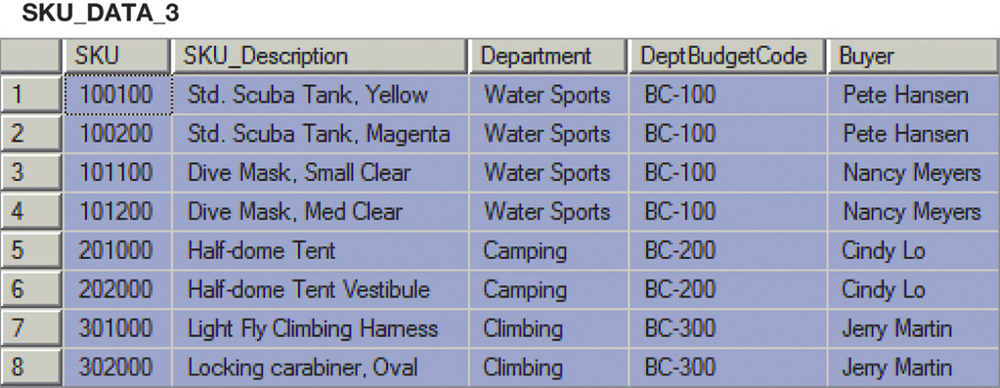 SKU_DATA_3
SKU SKU_Description Department DeptBudgetCode Buyer
1 100100 Std. Scuba Tank, Yellow Water Sports BC-100 Pete Hansen
2 100200 Std. Scuba Tank, Magenta Water Sports BC-100 Pete Hansen
3 101100 Dive Mask, Small Clear Water Sports BC-100 Nancy Meyers
4 101200 Dive Mask, Med Clear Water Sports BC-100 Nancy Meyers
5 201000 Half-dome Tent Camping BC-200 Cindy Lo
6 202000 Half-dome Tent Vestibule Camping BC-200 Cindy Lo
7 301000 Light Fly Climbing Harness Climbing BC-300 Jerry Martin
8 302000 Locking carabiner, Oval Climbing BC-300 Jerry Martin